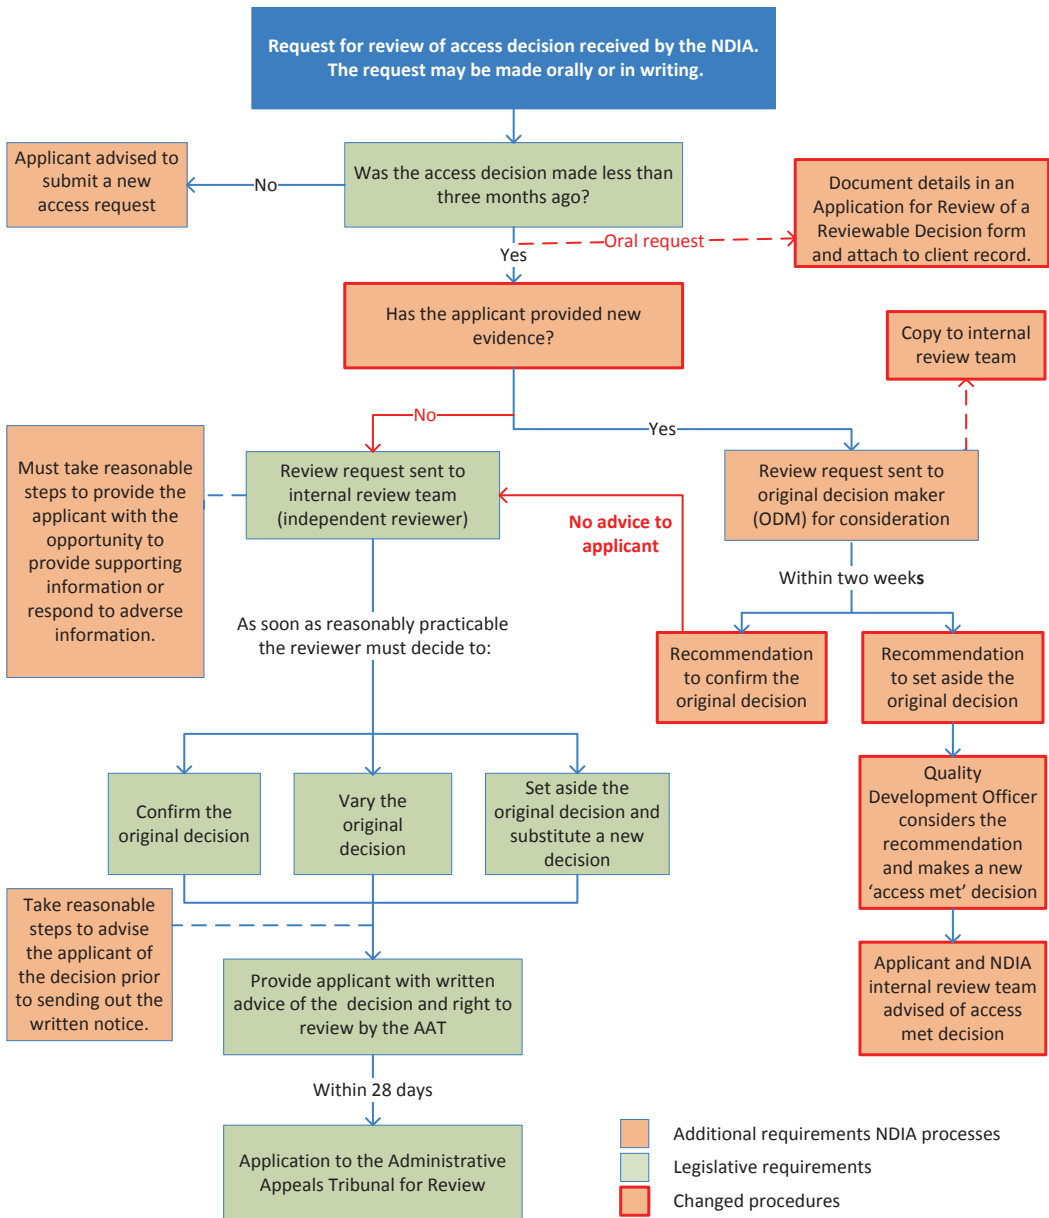 Request for review of access decision received by the NDIA.
The request may be made orally or in writing.
Applicant advised to
submit a new
access request
No
Was the access decision made less than
three months ago?
Document details in an
Application for Review of a
Reviewable Decision form
and attach to client record.
Oral request
Yes
Has the applicant provided new
evidence?
Copy to internal
review team
No
Yes
Must take reasonable
steps to provide the
applicant with the
opportunity to
provide supporting
information or
respond to adverse
information.
Review request sent to
internal review team
(independent reviewer)
No advice to
applicant
Review request sent to
original decision maker
(ODM) for consideration
Within two weeks
As soon as reasonably practicable
the reviewer must decide to:
Recommendation
to confirm the
original decision
Recommendation
to set aside the
original decision
Confirm the
original decision
Vary the
original
decision
Set aside the
original decision and
substitute a new
decision
Quality
Development Officer
considers the
recommendation
and makes a new
‘access met’ decision
Take reasonable
steps to advise
the applicant of
the decision prior
to sending out the
written notice.
Provide applicant with written
advice of the decision and right to
review by the AAT
Applicant and NDIA
internal review team
advised of access
met decision
Within 28 days
Application to the Administrative
Appeals Tribunal for Review
Additional requirements NDIA processes
Legislative requirements
Changed procedures